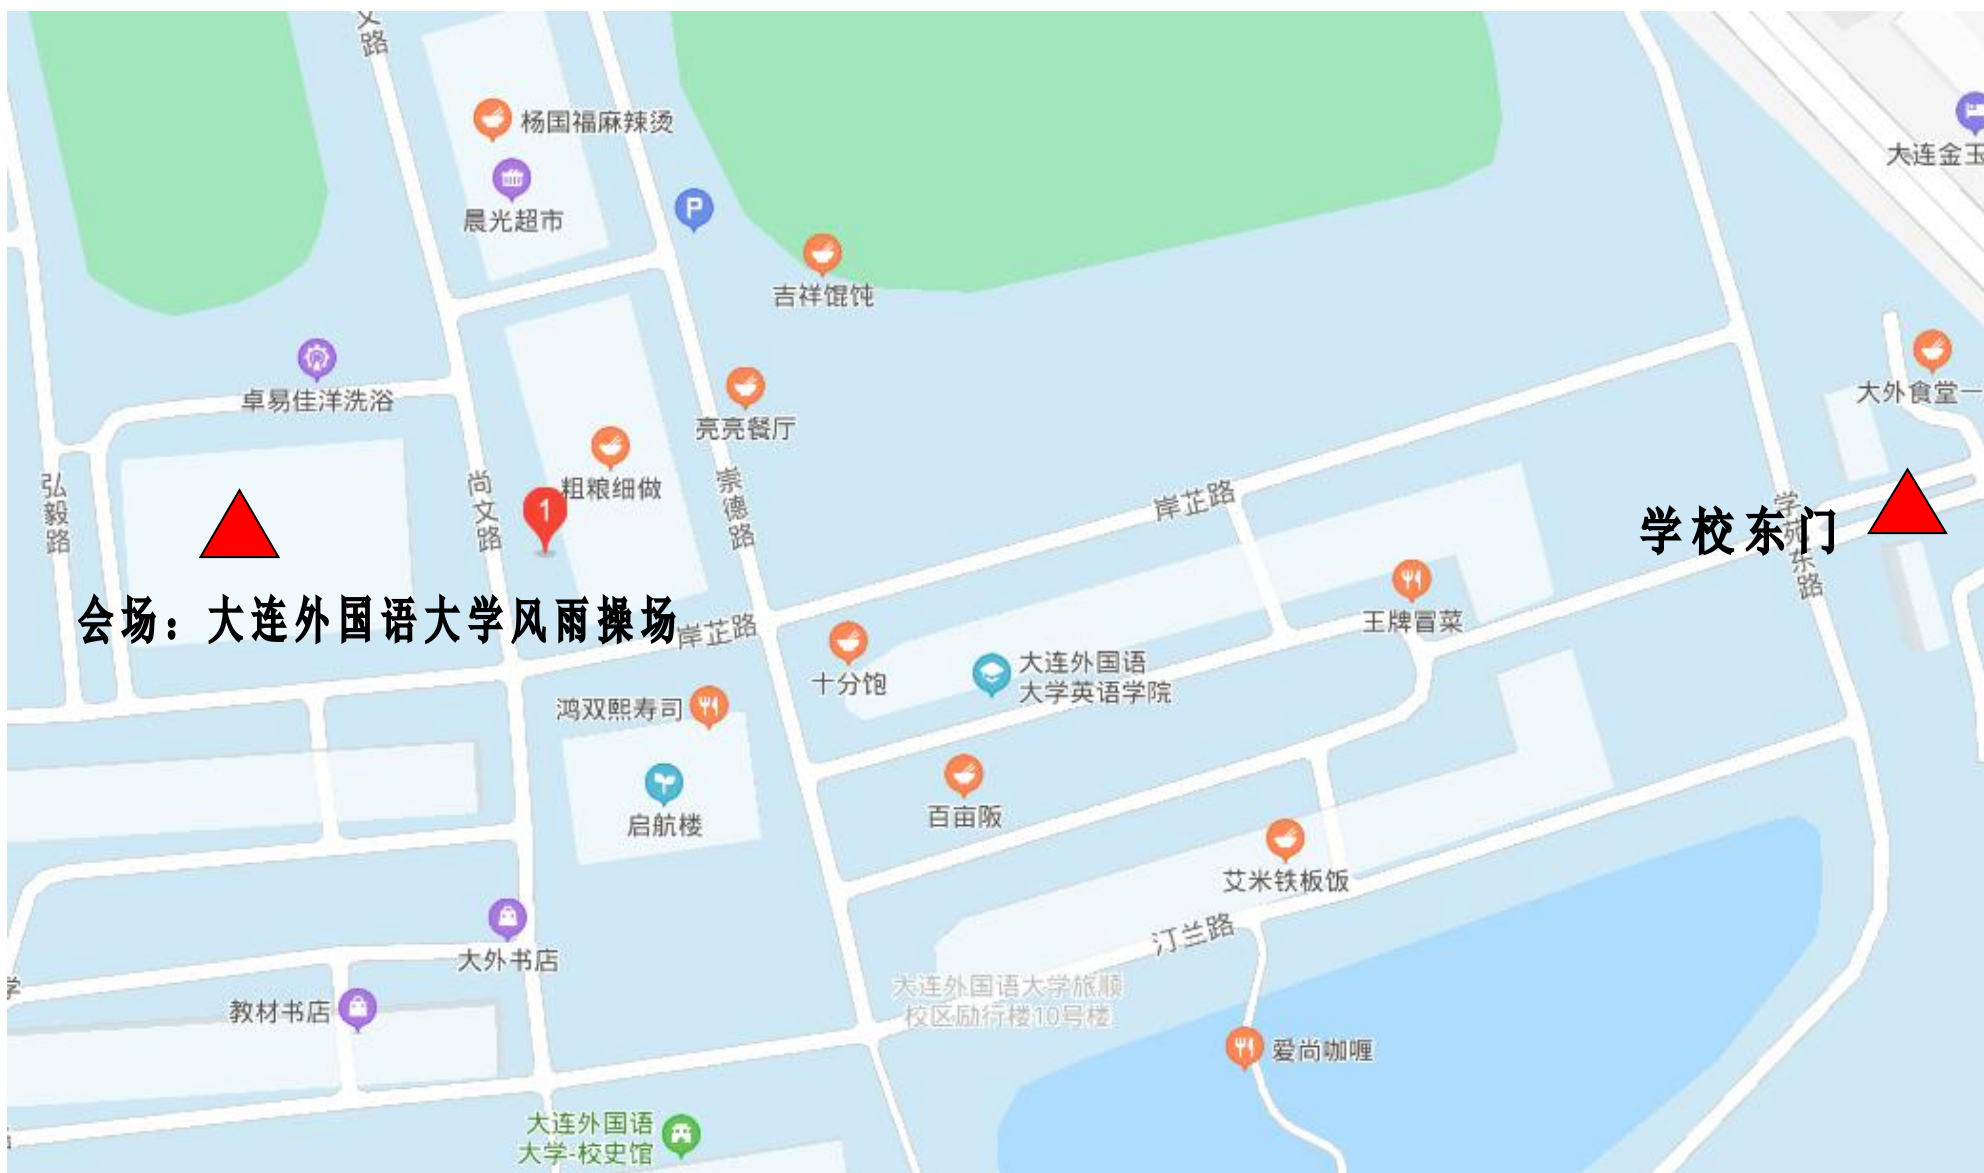 文路
杨国福麻辣烫
晨光超市
P
大连金玉
吉祥馄饨
卓易佳洋洗浴
亮亮餐厅
大外食堂一
弘毅路
尚文路
1
粗粮细做
崇德路
岸芷路
学苑东路
学校东门
会场：大连外国语大学风雨操场
岸芷路
王牌冒菜
十分饱
大连外国语
大学英语学院
鸿双熙寿司
启航楼
百亩阪
艾米铁板饭
大外书店
汀兰路
学
教材书店
大连外国语大学旅顺
校区励行楼10号楼
爱尚咖喱
大连外国语
大学-校史馆